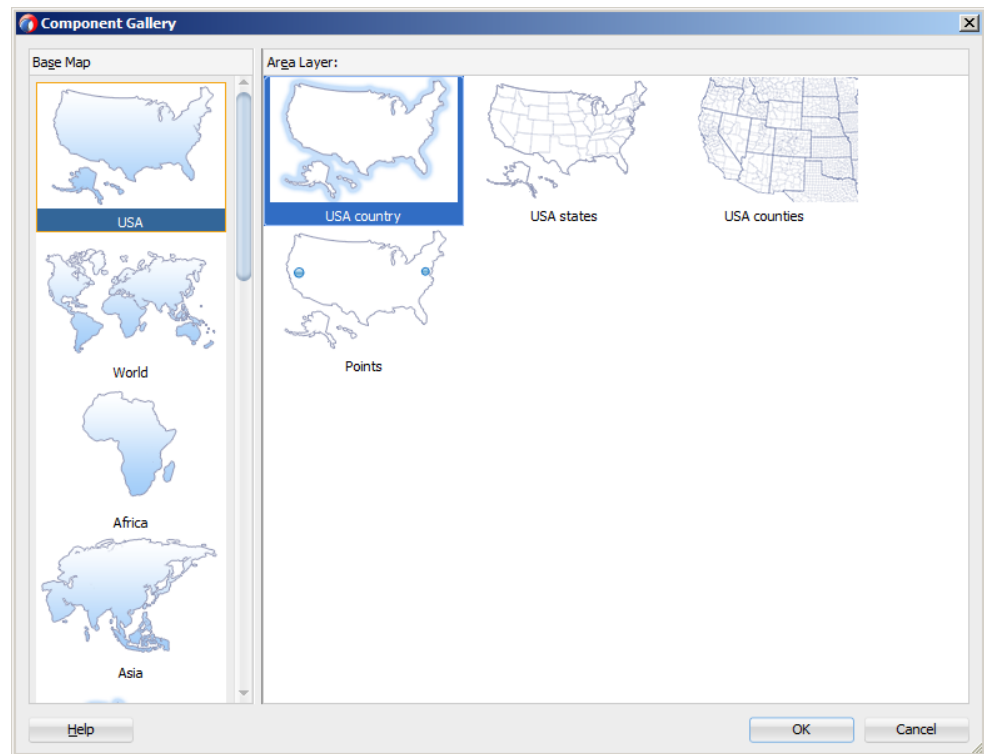 Component Gallery
Base Map
Area Layer:
USA
World
Africa
Asia
USA country
USA states
USA counties
Points
Help
OK
Cancel